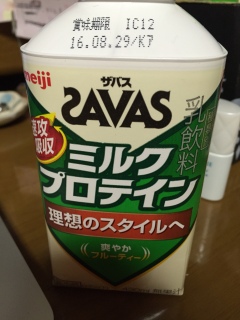 賞味期限 IC12
16.08.29/K7
meiji
ザバス
SAVAS
乳飲料
吸収
ミルク
プロテイン
理想のスタイルへ
爽やか
フルーティー